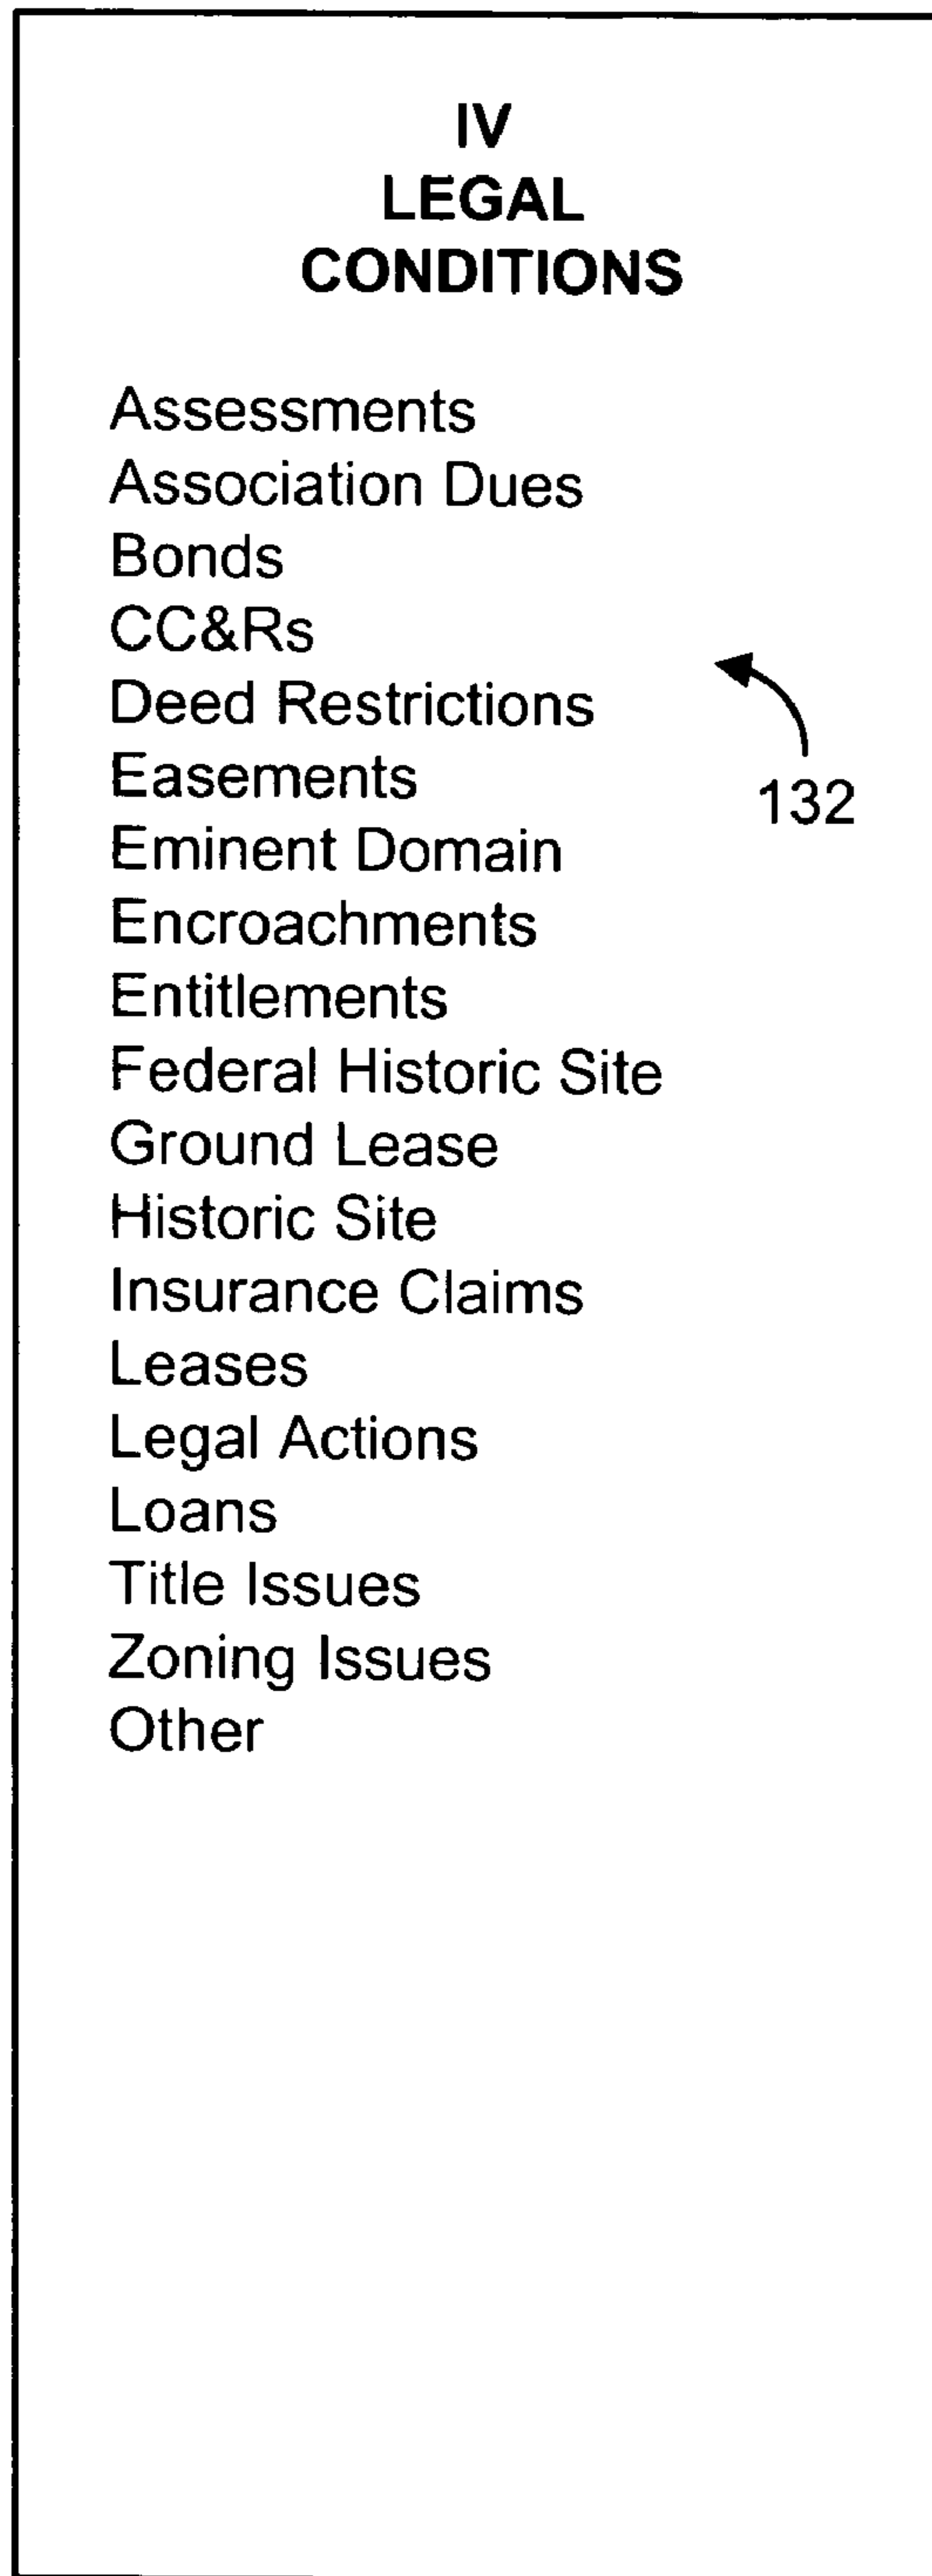 IV
LEGAL
CONDITIONS
Assessments
Association Dues
Bonds
CC&Rs
Deed Restrictions
Easements
132
Eminent Domain
Encroachments
Entitlements
Federal Historic Site
Ground Lease
Historic Site
Insurance Claims
Leases
Legal Actions
Loans
Title Issues
Zoning Issues
Other